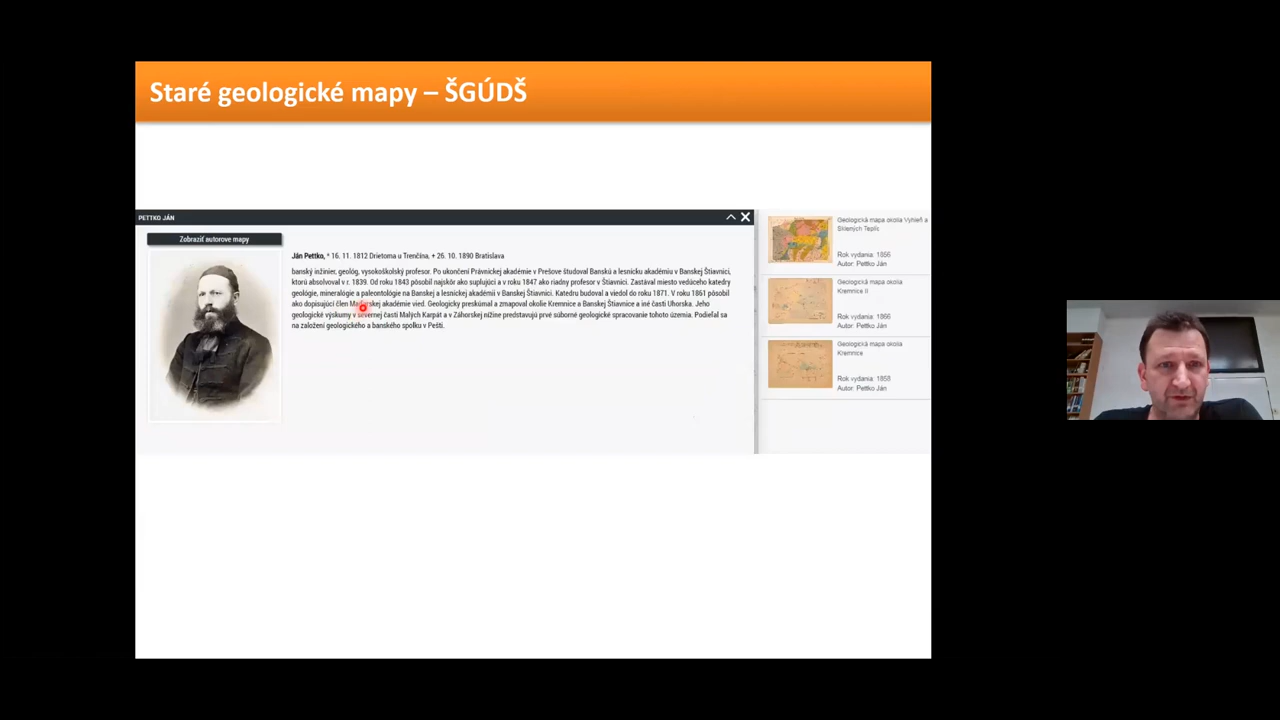 Staré geologické mapy – ŠGÚDŠ
PETTKO JÁN
Zobraziť autorove mapy
Ján Pettko, * 16. 11. 1812 Drietoma u Trenčína, + 26. 10. 1890 Bratislava
banský inžinier, geológ, vysokoškolský profesor. Po ukončení Právnickej akadémie v Prešove študoval Banskú a lesnícku akadémiu v Banskej Štiavnici,
ktorú absolvoval v r. 1839. Od roku 1843 pôsobil najskôr ako suplujúci a v roku 1847 ako riadny profesor v Štiavnici. Zastával miesto vedúceho katedry
geológie, mineralógie a paleontológie na Banskej a lesníckej akadémii v Banskej Štiavnici. Katedru budoval a viedol do roku 1871. V roku 1861 pôsobil
ako dopisujúci člen Maďarskej akadémie vied. Geologicky preskúmal a zmapoval okolie Kremnice a Banskej Štiavnice a iné časti Uhorska. Jeho
geologické výskumy v severnej časti Malých Karpát a v Záhorskej nížine predstavujú prvé súborné geologické spracovanie tohoto územia. Podieľal sa
na založení geologického a banského spolku v Pešti.
Geologická mapa okolia Vyhieň a
Sklených Teplíc
Rok vydania: 1856
Autor: Pettko Ján
Geologická mapa okolia
Kremnice II
Rok vydania: 1866
Autor: Pettko Ján
Geologická mapa okolia
Kremnice
Rok vydania: 1858
Autor: Pettko Ján